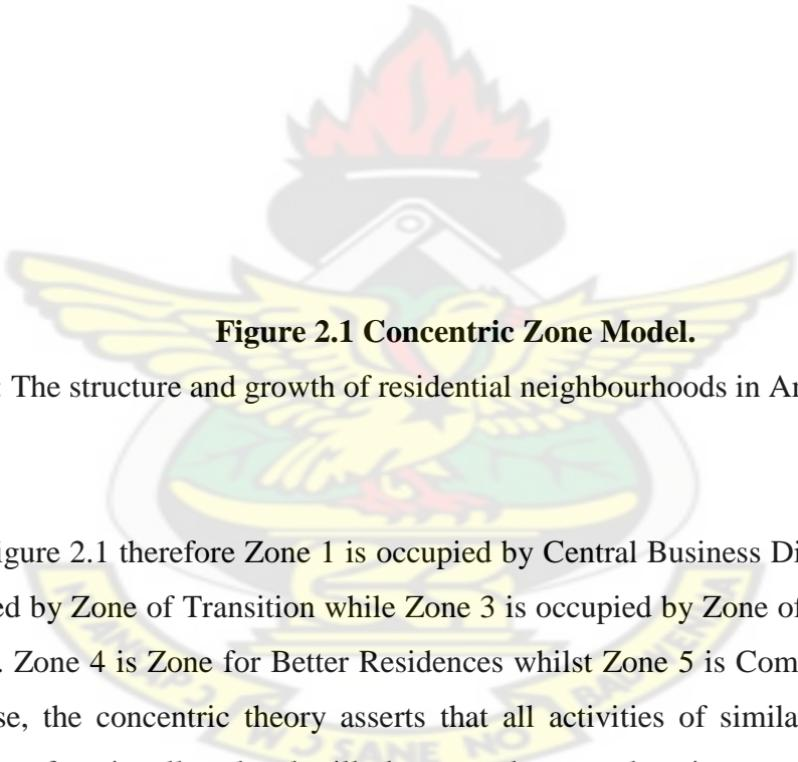 Figure 2.1 Concentric Zone Model.
: The structure and growth of residential neighbourhoods in
igure 2.1 therefore Zone 1 is occupied by Central Business Di
ed by Zone of Transition while Zone 3 is occupied by Zone of
. Zone 4 is Zone for Better Residences whilst Zone 5 is Com
se, the concentric theory asserts that all activities of simila
W Ɔ SANE NO